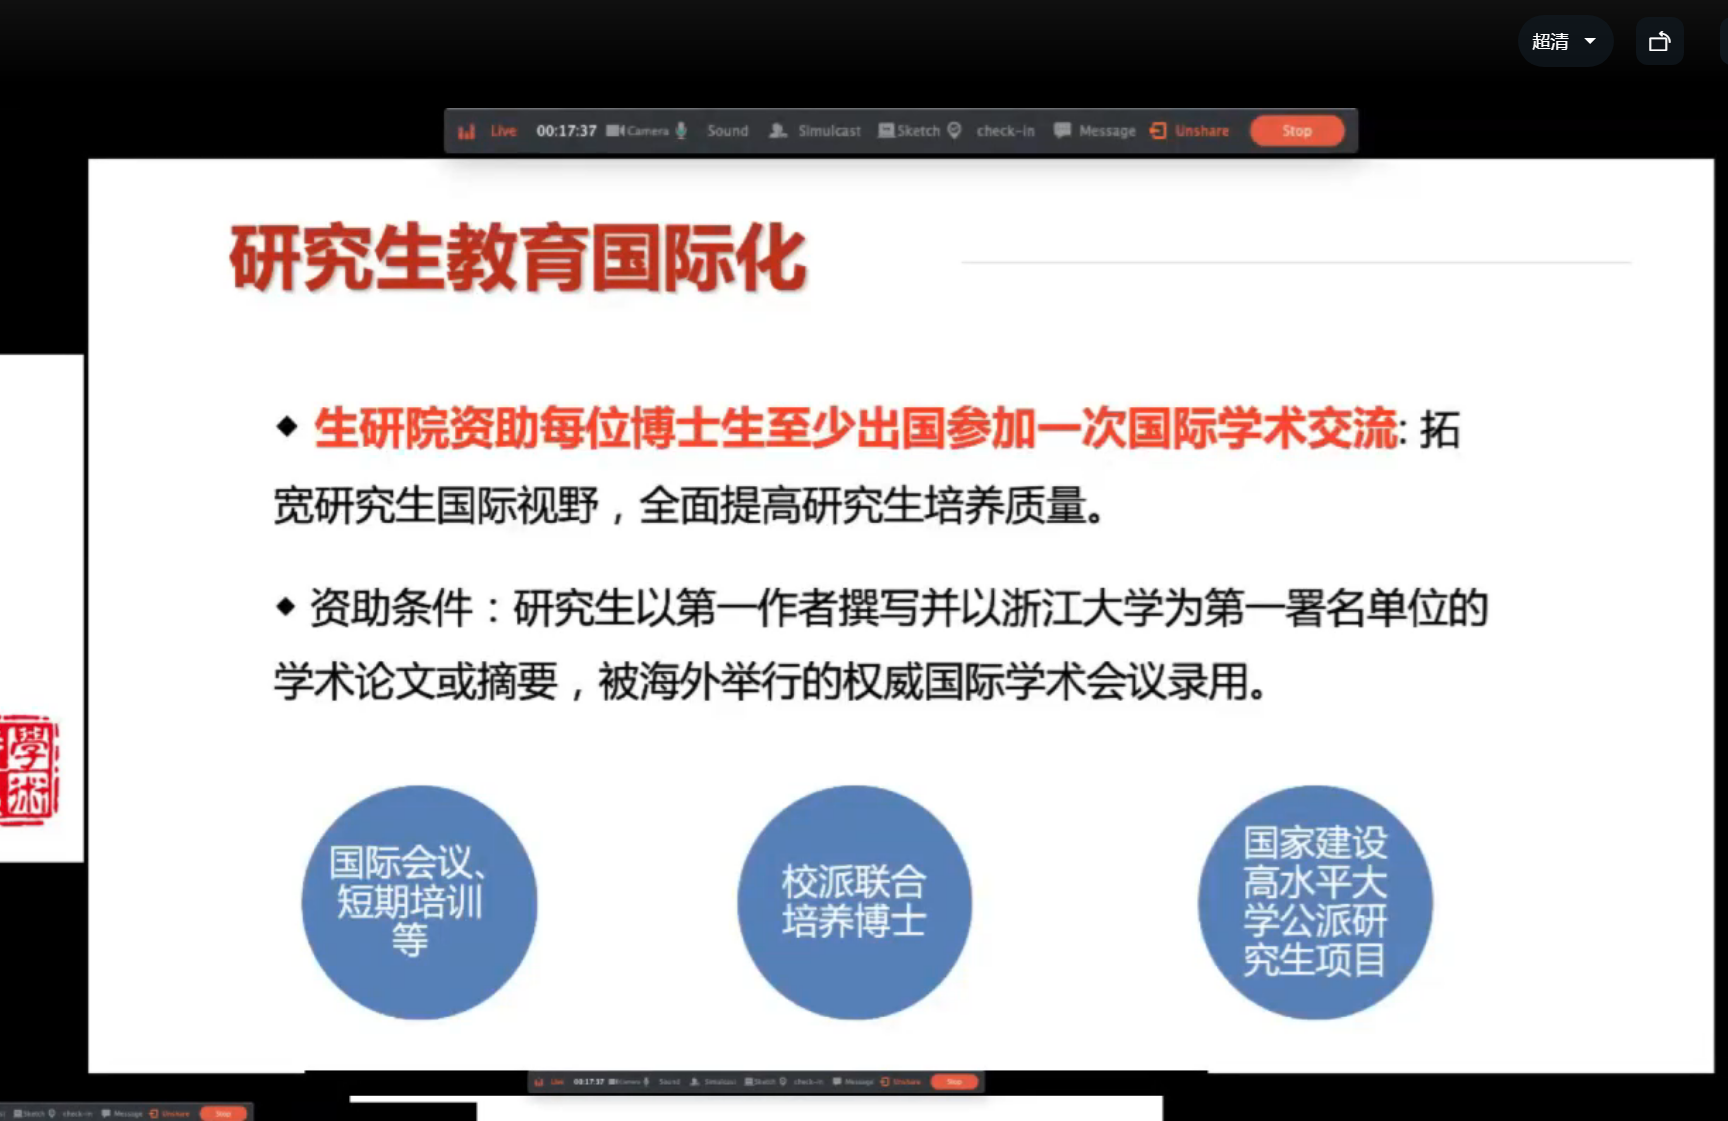 超清
Live 00:17:37 Camera Sound Simulcast Sketch check-in Message Unshare Stop
研究生教育国际化
◆ 生研院资助每位博士生至少出国参加一次国际学术交流: 拓
宽研究生国际视野，全面提高研究生培养质量。
◆ 资助条件：研究生以第一作者撰写并以浙江大学为第一署名单位的
学术论文或摘要，被海外举行的权威国际学术会议录用。
學
術
国际会议、
短期培训
等
校派联合
培养博士
国家建设
高水平大
学公派研
究生项目
Live 00:17:37 Camera Sound Simulcast Sketch check-in Message Unshare Stop
Sketch check-in Message Unshare Stop